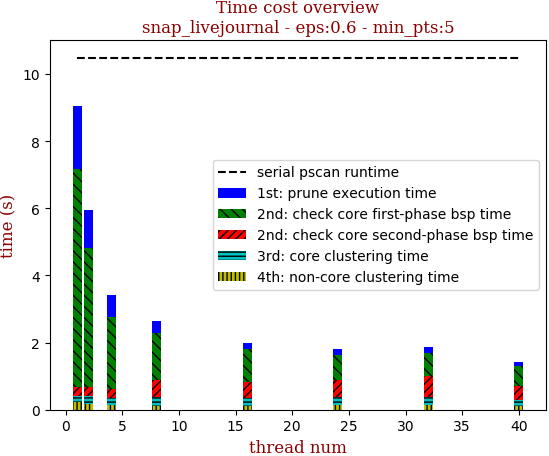 Time cost overview
snap_livejournal - eps:0.6 - min_pts:5
time (s)
10
8
6
4
2
0
serial pscan runtime
1st: prune execution time
2nd: check core first-phase bsp time
2nd: check core second-phase bsp time
3rd: core clustering time
4th: non-core clustering time
0 5 10 15 20 25 30 35 40
thread num